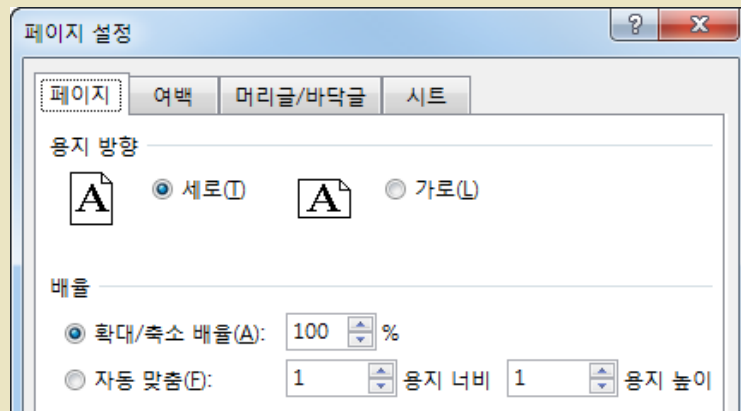 페이지 설정
페이지 여백 머리글/바닥글 시트
용지 방향
A 세로(T) A 가로(L)
배율
확대/축소 배율(A): 100 %
자동 맞춤(F): 1 용지 너비 1 용지 높이